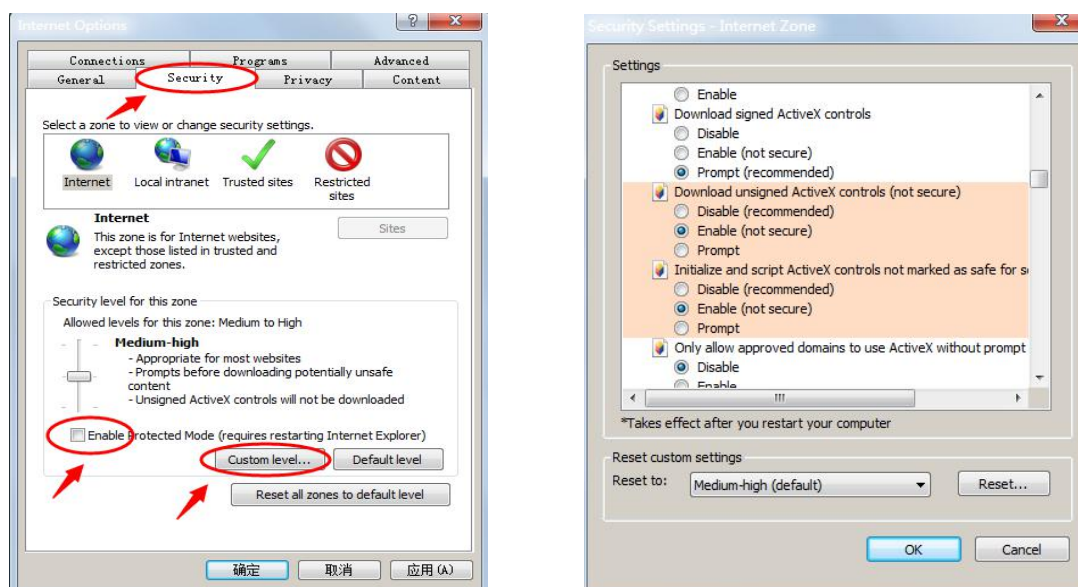 Internet Options
Connections Programs Advanced
General Security Privacy Content
Select a zone to view or change security settings.
Internet Local intranet Trusted sites Restricted
sites
Internet
Sites
This zone is for Internet websites,
except those listed in trusted and
restricted zones.
Security level for this zone
Allowed levels for this zone: Medium to High
Medium-high
- Appropriate for most websites
- Prompts before downloading potentially unsafe
content
- Unsigned ActiveX controls will not be
downloaded
Enable Protected Mode (requires restarting Internet Explorer)
Custom level... Default level
Reset all zones to default level
确定 取消 应用(A)
Security Settings - Internet Zone
Settings
Enable
Download signed ActiveX controls
Disable
Enable (not secure)
Prompt (recommended)
Download unsigned ActiveX controls (not secure)
Disable (recommended)
Enable (not secure)
Prompt
Initialize and script ActiveX controls not marked as safe for s
Disable (recommended)
Enable (not secure)
Prompt
Only allow approved domains to use ActiveX without prompt
Disable
Enable
*Takes effect after you restart your computer
Reset custom settings
Reset to: Medium-high (default) Reset...
OK Cancel